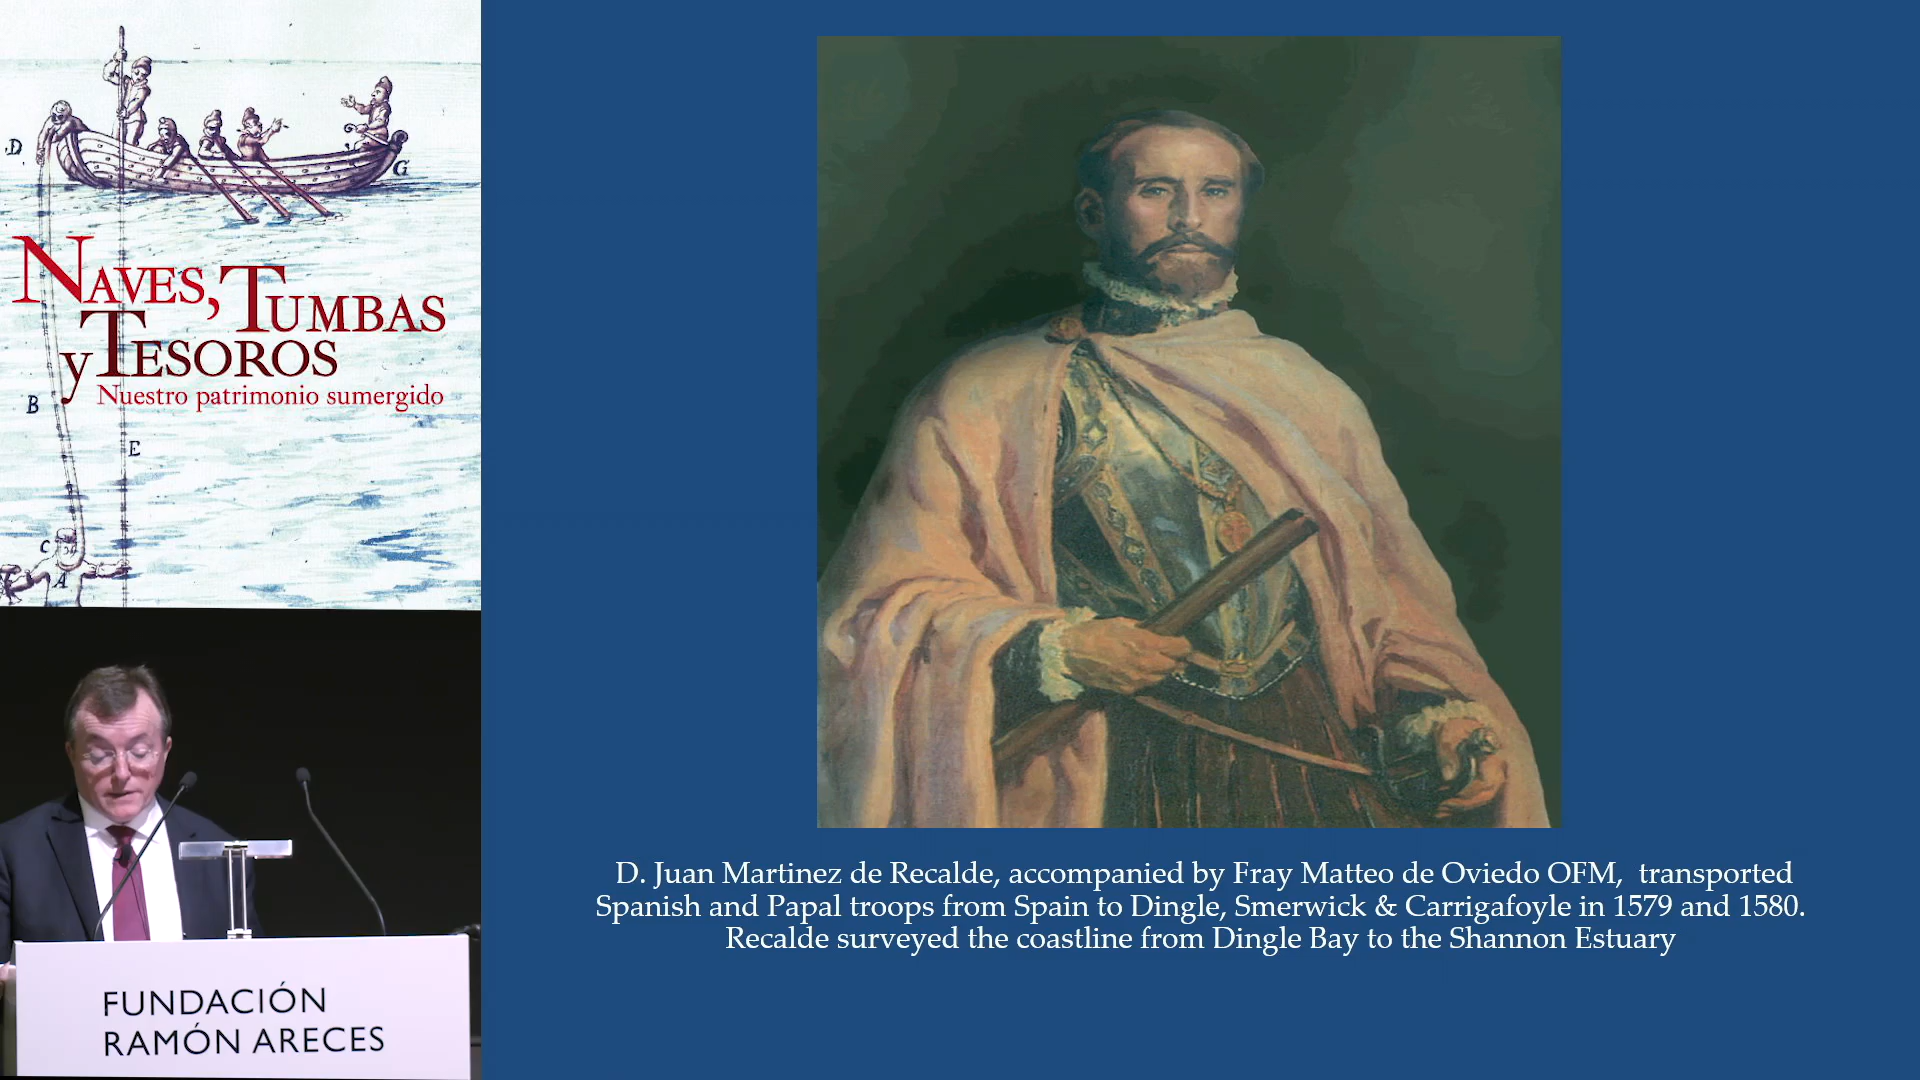 D
G
NAVES, TUMBAS
y TESOROS
Nuestro patrimonio sumergido
B
E
C
A
FUNDACIÓN
RAMÓN ARECES
D. Juan Martinez de Recalde, accompanied by Fray Matteo de Oviedo OFM, transported
Spanish and Papal troops from Spain to Dingle, Smerwick & Carrigafoyle in 1579 and 1580.
Recalde surveyed the coastline from Dingle Bay to the Shannon Estuary